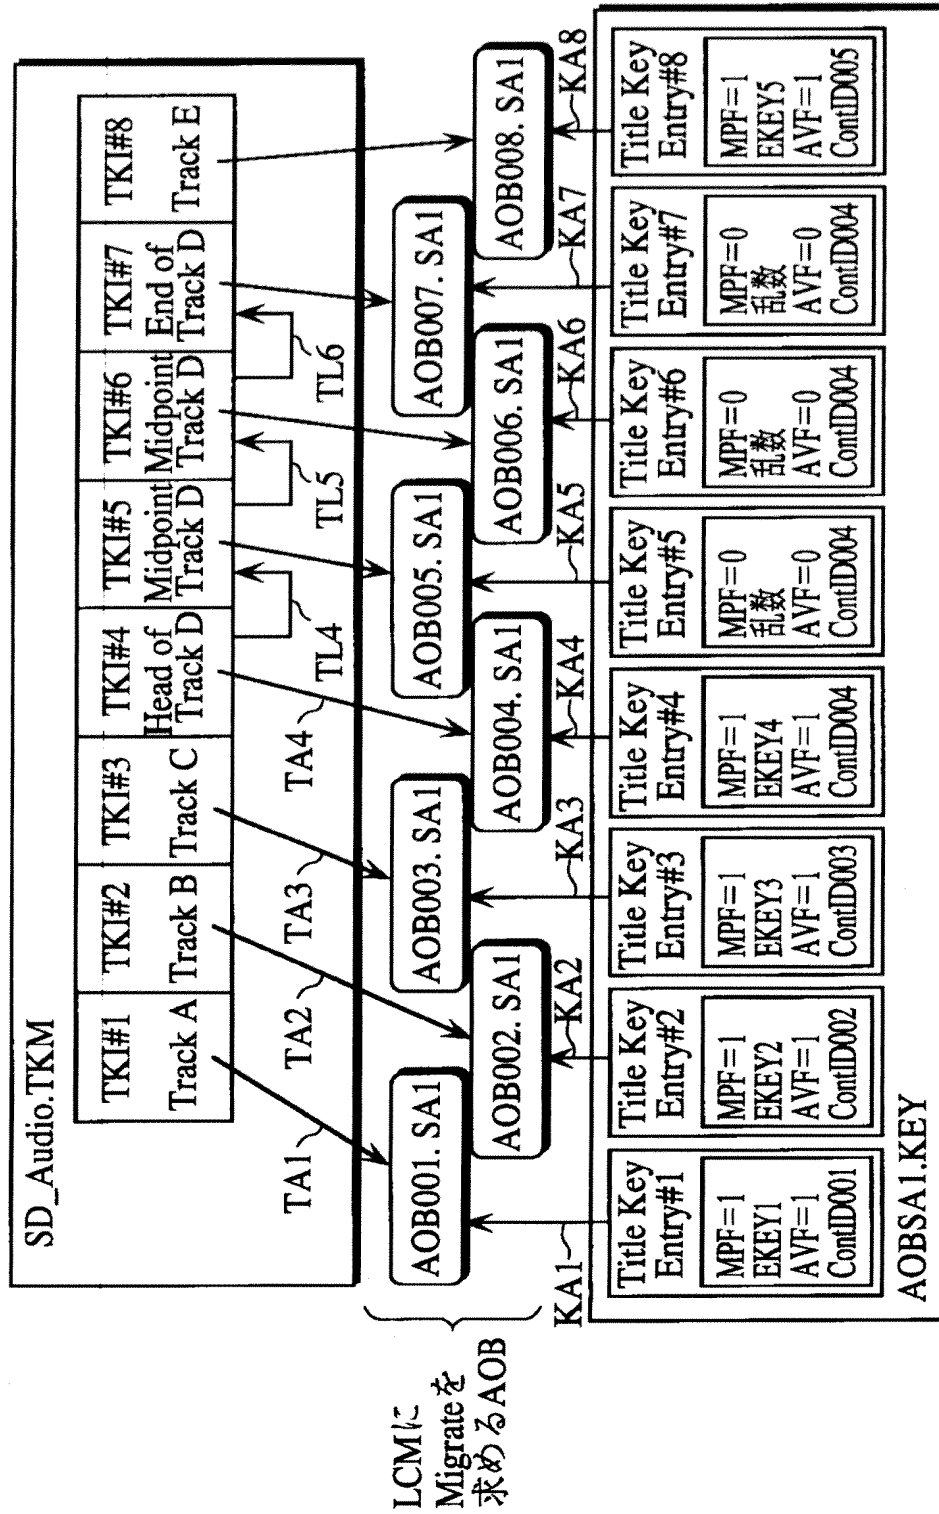 SD_Audio.TKM
TKI#1
Track A
TKI#2
Track B
TKI#3
Track C
TKI#4
Head of
Track D
TKI#5
Midpoint
Track D
TKI#6
Midpoint
Track D
TKI#7
End of
Track D
TKI#8
Track E
TA1
TA2
TA3
TA4
TL4
TL5
TL6
LCMに
Migrateを
求めるAOB
AOB001. SA1
AOB002. SA1
AOB003. SA1
AOB004. SA1
AOB005. SA1
AOB006. SA1
AOB007. SA1
AOB008. SA1
KA1
KA2
KA3
KA4
KA5
KA6
KA7
KA8
Title Key
Entry#1
MPF=1
EKEY1
AVF=1
ContID001
Title Key
Entry#2
MPF=1
EKEY2
AVF=1
ContID002
Title Key
Entry#3
MPF=1
EKEY3
AVF=1
ContID003
Title Key
Entry#4
MPF=1
EKEY4
AVF=1
ContID004
Title Key
Entry#5
MPF=0
乱数
AVF=0
ContID004
Title Key
Entry#6
MPF=0
乱数
AVF=0
ContID004
Title Key
Entry#7
MPF=0
乱数
AVF=0
ContID004
Title Key
Entry#8
MPF=1
EKEY5
AVF=1
ContID005
AOBSA1.KEY